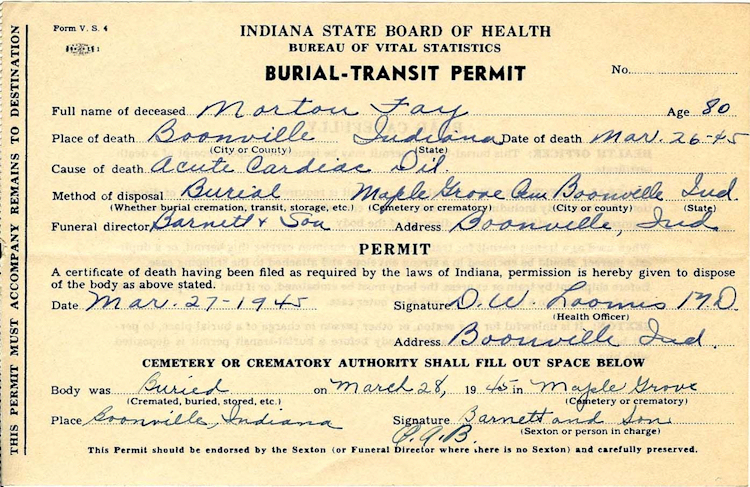 Form V. S. 4
INDIANA STATE BOARD OF HEALTH
BUREAU OF VITAL STATISTICS
BURIAL-TRANSIT PERMIT
No.
Full name of deceased Morton Fay Age 80
Place of death Boonville Indiana Date of death Mar. 26-45
(City or County) (State)
Cause of death Acute Cardiac Dil.
Method of disposal Burial Maple Grove Cem Boonville Ind.
(Whether burial cremation, transit, storage, etc.) (Cemetery or crematory) (City or county) (State)
Funeral director Barnett & Son Address Boonville, Ind.
PERMIT
A certificate of death having been filed as required by the laws of Indiana, permission is hereby given to dispose
of the body as above stated.
Date Mar. 27-1945 Signature D. W. Loomis M.D.
(Health Officer)
Address Boonville Ind.
CEMETERY OR CREMATORY AUTHORITY SHALL FILL OUT SPACE BELOW
Body was Buried on March 28, 1945 in Maple Grove
(Cremated, buried, stored, etc.) (Cemetery or crematory)
Place Boonville, Indiana Signature Barnett and Son
(Sexton or person in charge)
C.A.B.
This Permit should be endorsed by the Sexton (or Funeral Director where there is no Sexton) and carefully preserved.
THIS PERMIT MUST ACCOMPANY REMAINS TO DESTINATION